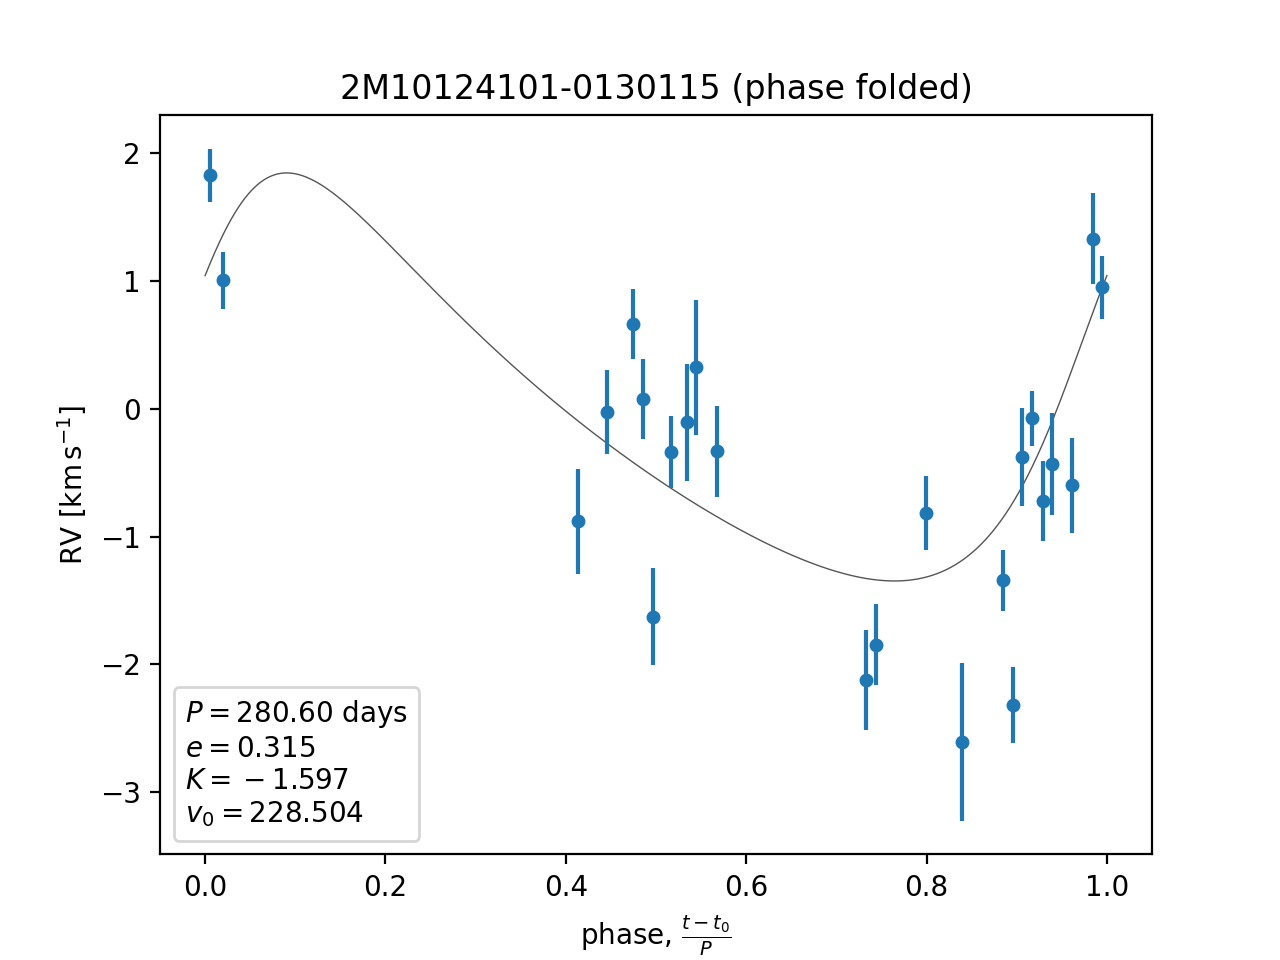 2M10124101-0130115 (phase folded)
RV [km s⁻¹]
2
1
0
−1
−2
−3
P = 280.60 days
e = 0.315
K = −1.597
v₀ = 228.504
0.0 0.2 0.4 0.6 0.8 1.0
phase, (t − t₀)/P